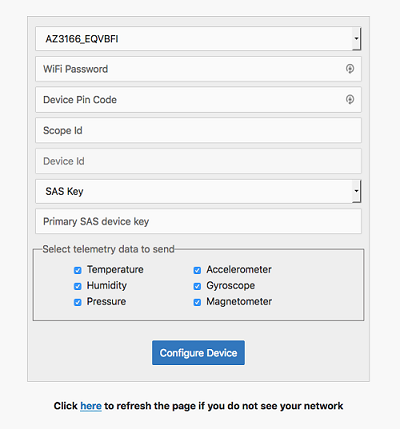 AZ3166_EQVBFI
WiFi Password
Device Pin Code
Scope Id
Device Id
SAS Key
Primary SAS device key
Select telemetry data to send
Temperature Accelerometer
Humidity Gyroscope
Pressure Magnetometer
Configure Device
Click here to refresh the page if you do not see your network